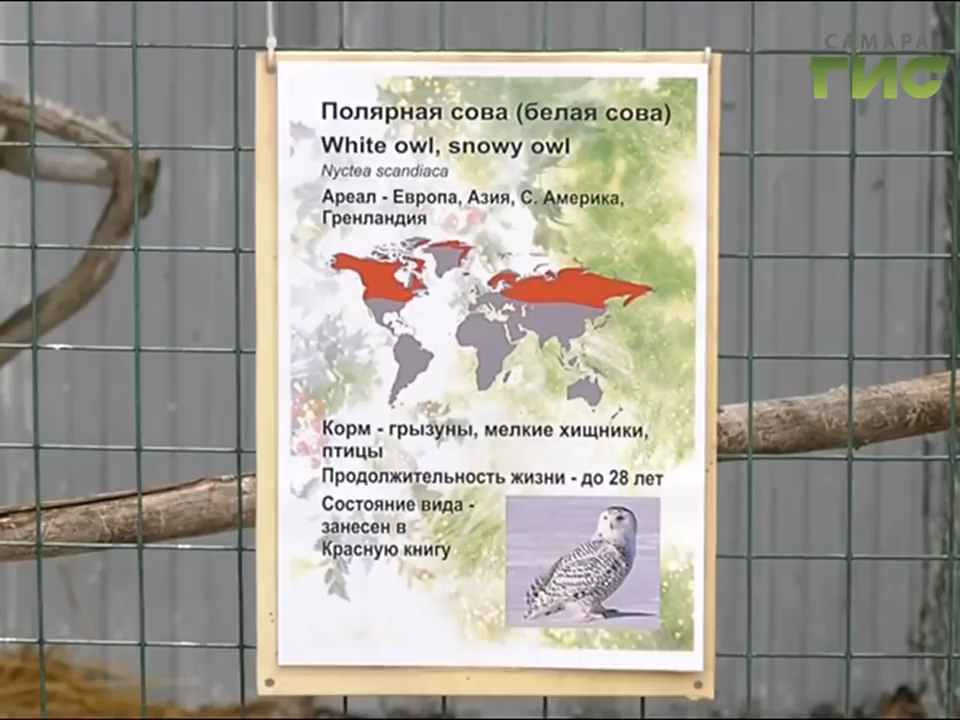 САМАРА
ГИС
Полярная сова (белая сова)
White owl, snowy owl
Nyctea scandiaca
Ареал - Европа, Азия, С. Америка,
Гренландия
Корм - грызуны, мелкие хищники,
птицы
Продолжительность жизни - до 28 лет
Состояние вида -
занесен в
Красную книгу